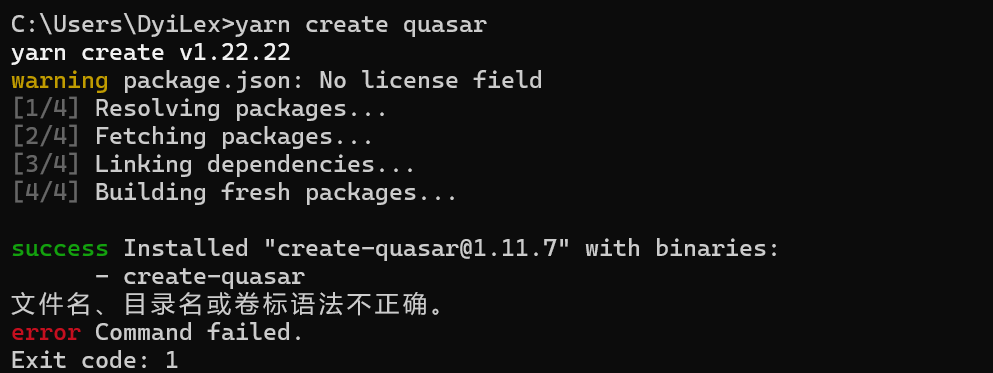 C:\Users\DyiLex>yarn create quasar
yarn create v1.22.22
warning package.json: No license field
[1/4] Resolving packages...
[2/4] Fetching packages...
[3/4] Linking dependencies...
[4/4] Building fresh packages...
success Installed "create-quasar@1.11.7" with binaries:
      - create-quasar
文件名、目录名或卷标语法不正确。
error Command failed.
Exit code: 1